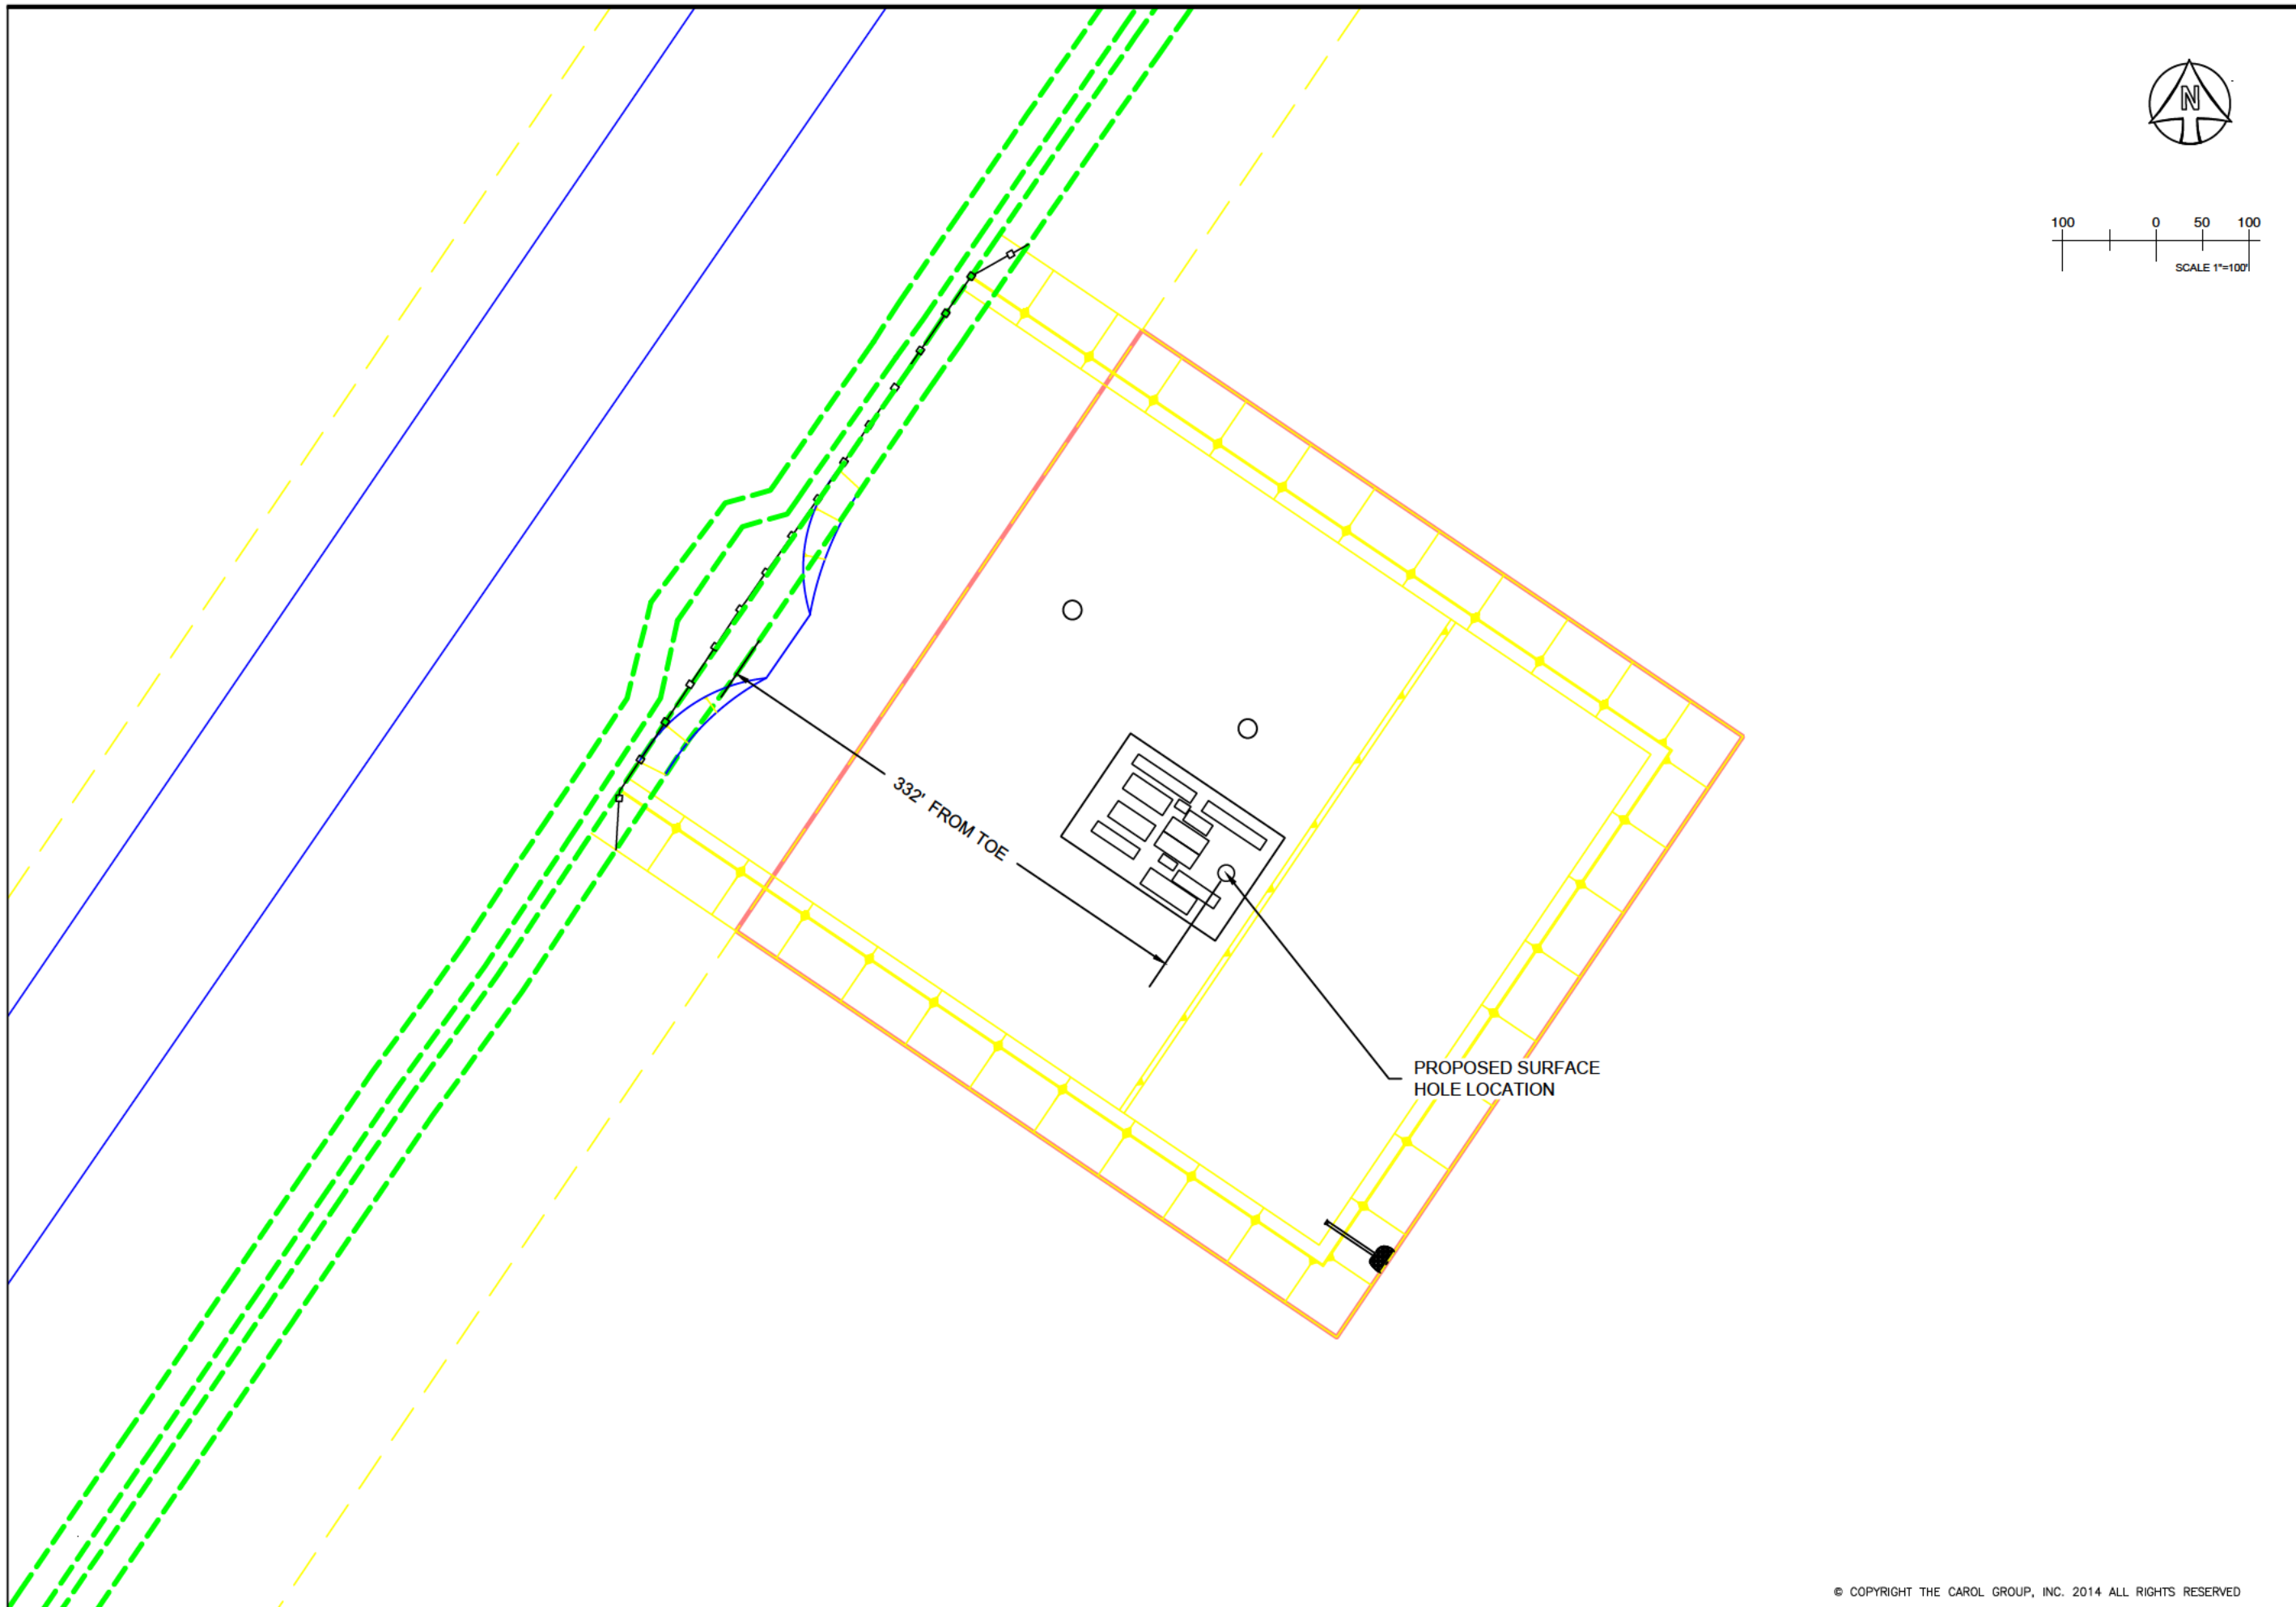 N
100 0 50 100
SCALE 1"=100'
332' FROM TOE
PROPOSED SURFACE
HOLE LOCATION
© COPYRIGHT THE CAROL GROUP, INC. 2014 ALL RIGHTS RESERVED